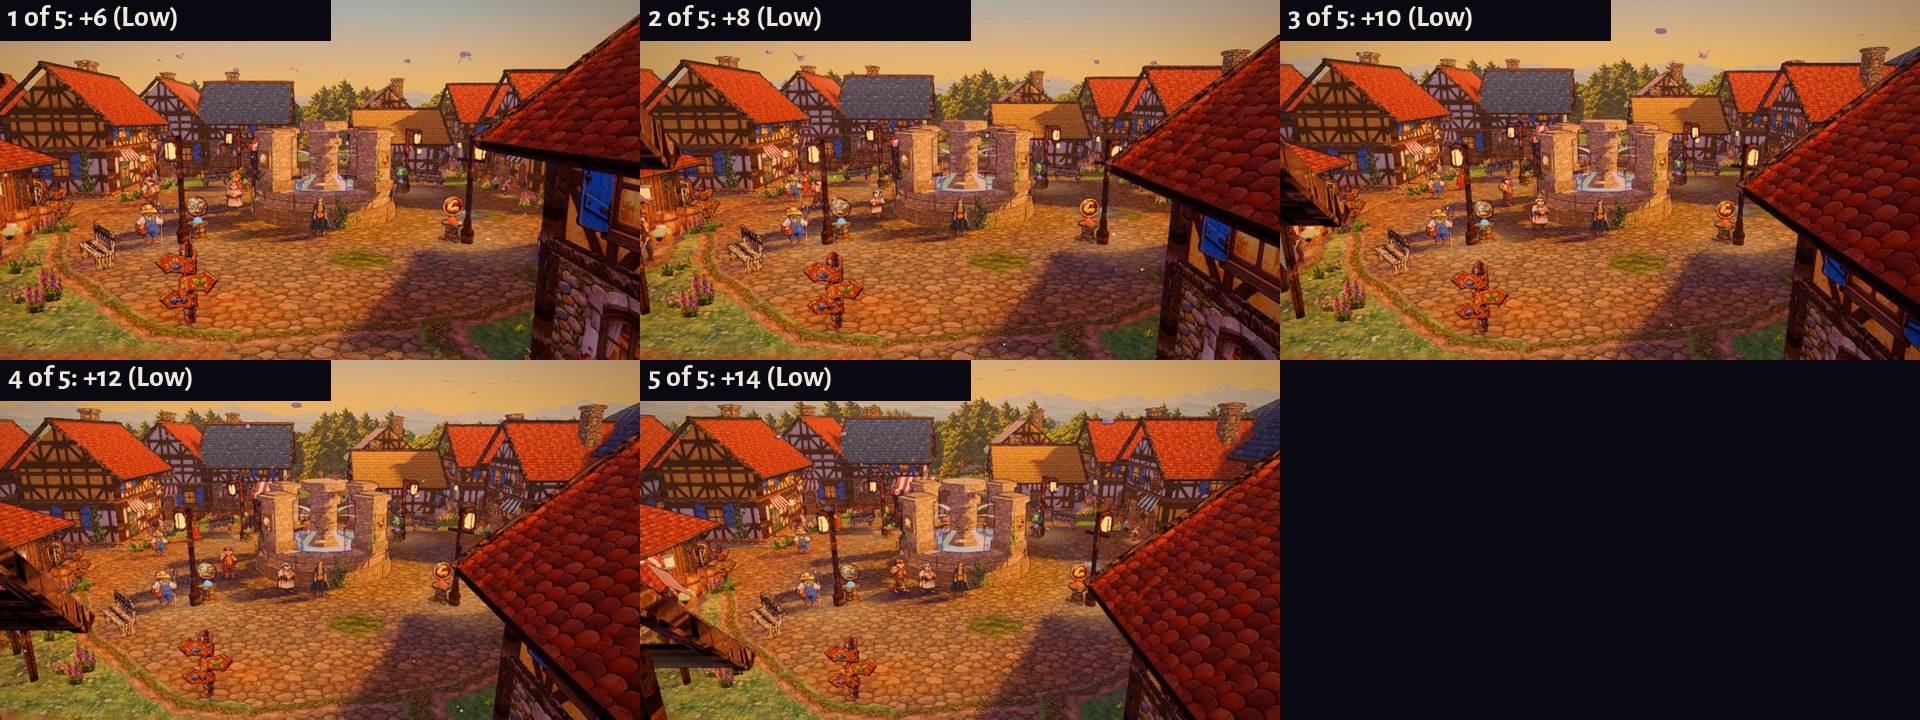 1 of 5: +6 (Low)
2 of 5: +8 (Low)
3 of 5: +10 (Low)
4 of 5: +12 (Low)
5 of 5: +14 (Low)